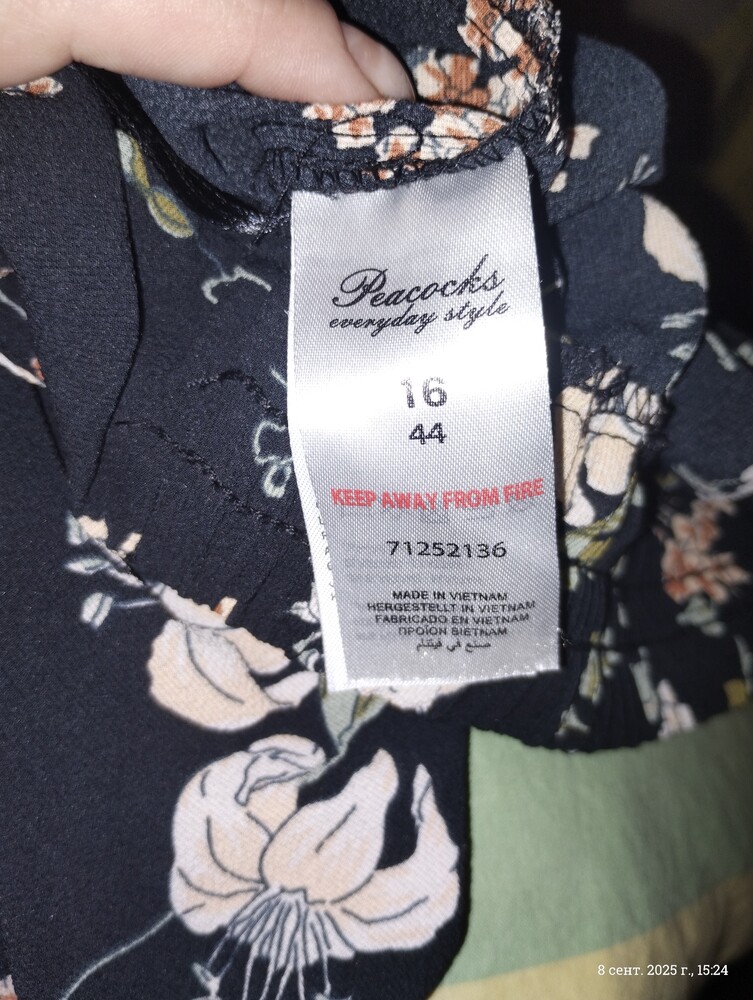 Peacocks
everyday style
16
44
KEEP AWAY FROM FIRE
71252136
MADE IN VIETNAM
HERGESTELLT IN VIETNAM
FABRICADO EN VIETNAM
ΠΡΟΪΟΝ ΒΙΕΤΝΑΜ
صنع في فيتنام
8 сент. 2025 г., 15:24